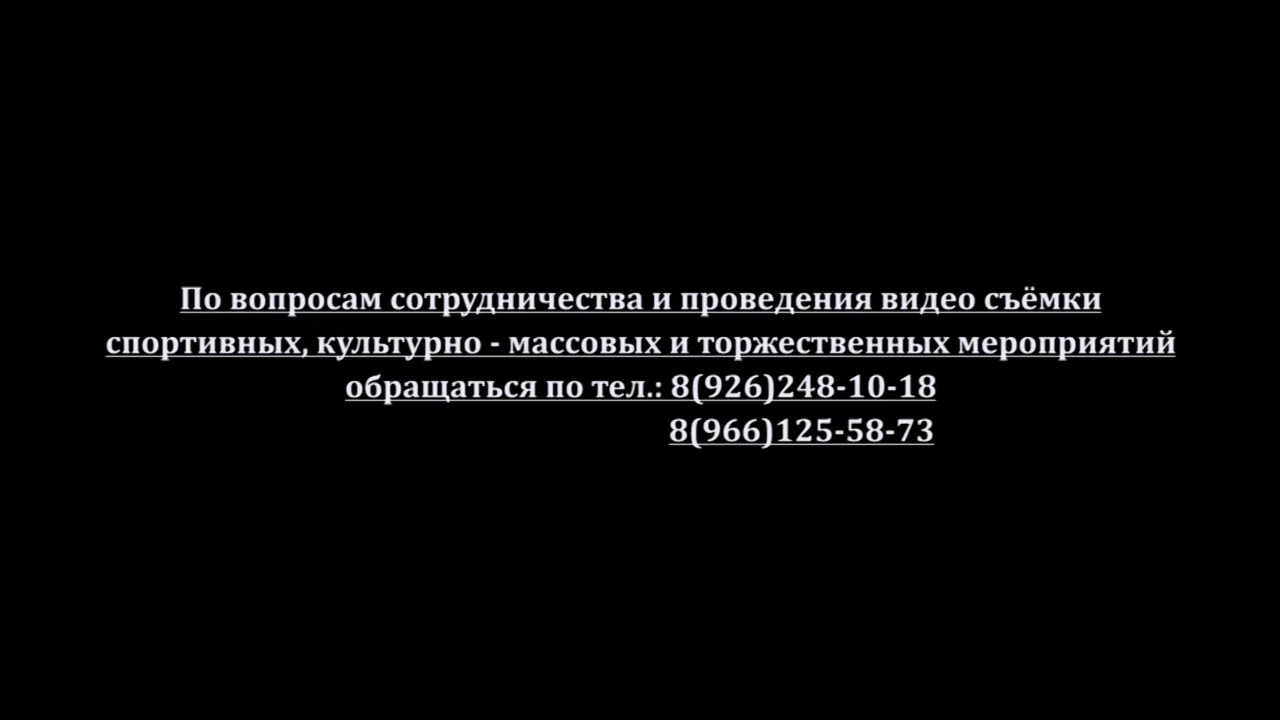 По вопросам сотрудничества и проведения видео съёмки
спортивных, культурно - массовых и торжественных мероприятий
обращаться по тел.: 8(926)248-10-18
8(966)125-58-73